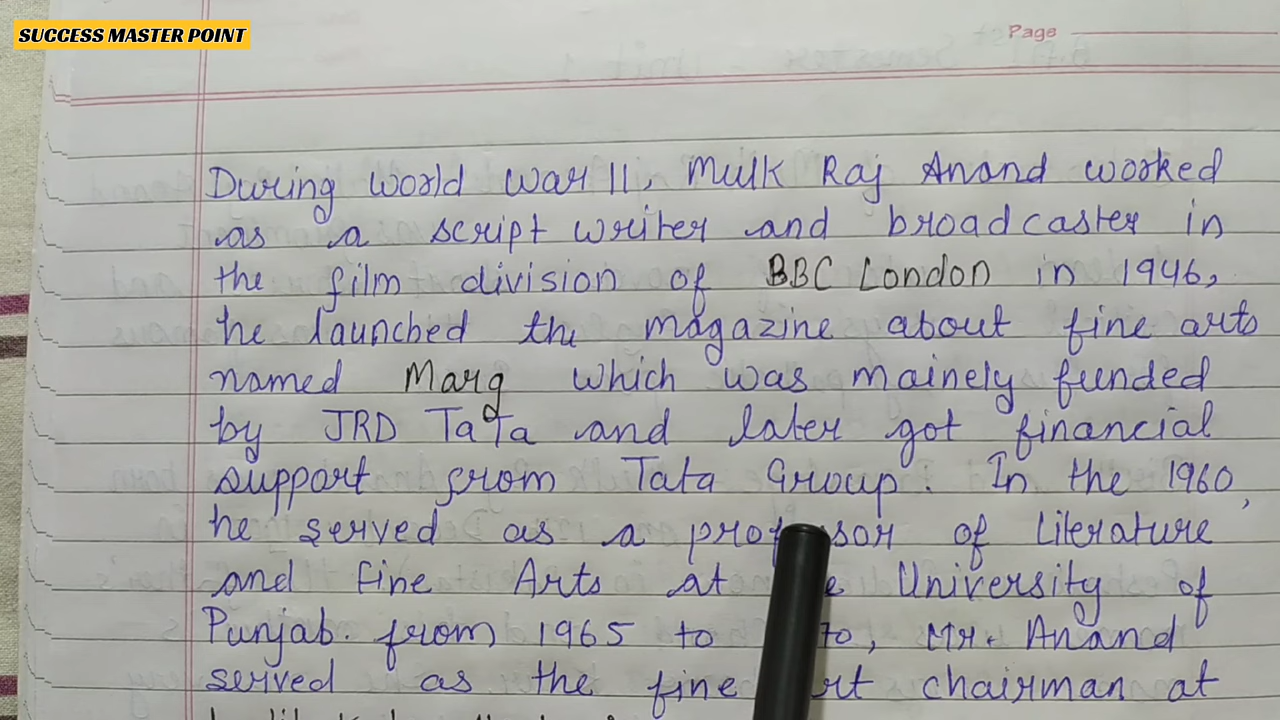 SUCCESS MASTER POINT
Page
During World War II, Mulk Raj Anand worked
as a script writer and broadcaster in
the film division of BBC London in 1946,
he launched the magazine about fine arts
named Marg which was mainely funded
by JRD Tata and later got financial
support from Tata Group. In the 1960,
he served as a of Literature
and Fine Arts at University of
Punjab. from 1965 to Mr. Anand
served as the fine chairman at